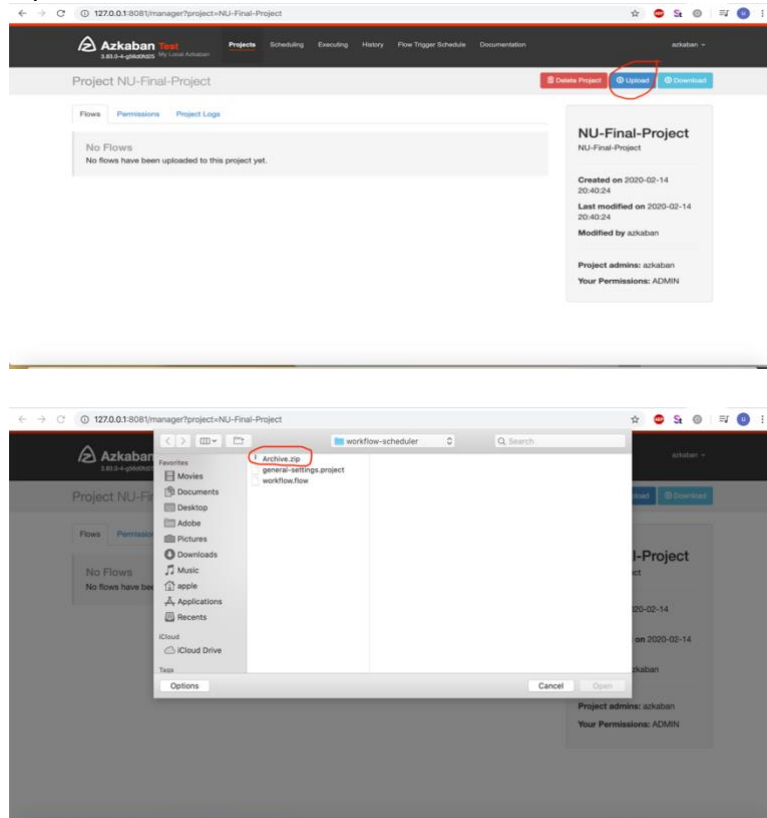 127.0.0.1:8081/manager?project=NU-Final-Project
Azkaban Test
My Local Azkaban
Projects Scheduling Executing History Flow Trigger Schedule Documentation
azkaban
Project NU-Final-Project
Delete Project Upload Download
Flows Permissions Project Logs
No Flows
No flows have been uploaded to this project yet.
NU-Final-Project
NU-Final-Project
Created on 2020-02-14
20:40:24
Last modified on 2020-02-14
20:40:24
Modified by azkaban
Project admins: azkaban
Your Permissions: ADMIN
127.0.0.1:8081/manager?project=NU-Final-Project
Azkaban
azkaban
workflow-scheduler
Search
Favorites
Movies
Documents
Desktop
Adobe
Pictures
Downloads
Music
apple
Applications
Recents
iCloud
iCloud Drive
Tags
Archive.zip
general-settings.project
workflow.flow
Options
Cancel Open
Project NU-Fi
Download
Flows Permission
No Flows
No flows have bee
l-Project
on 2020-02-14
Project admins: azkaban
Your Permissions: ADMIN